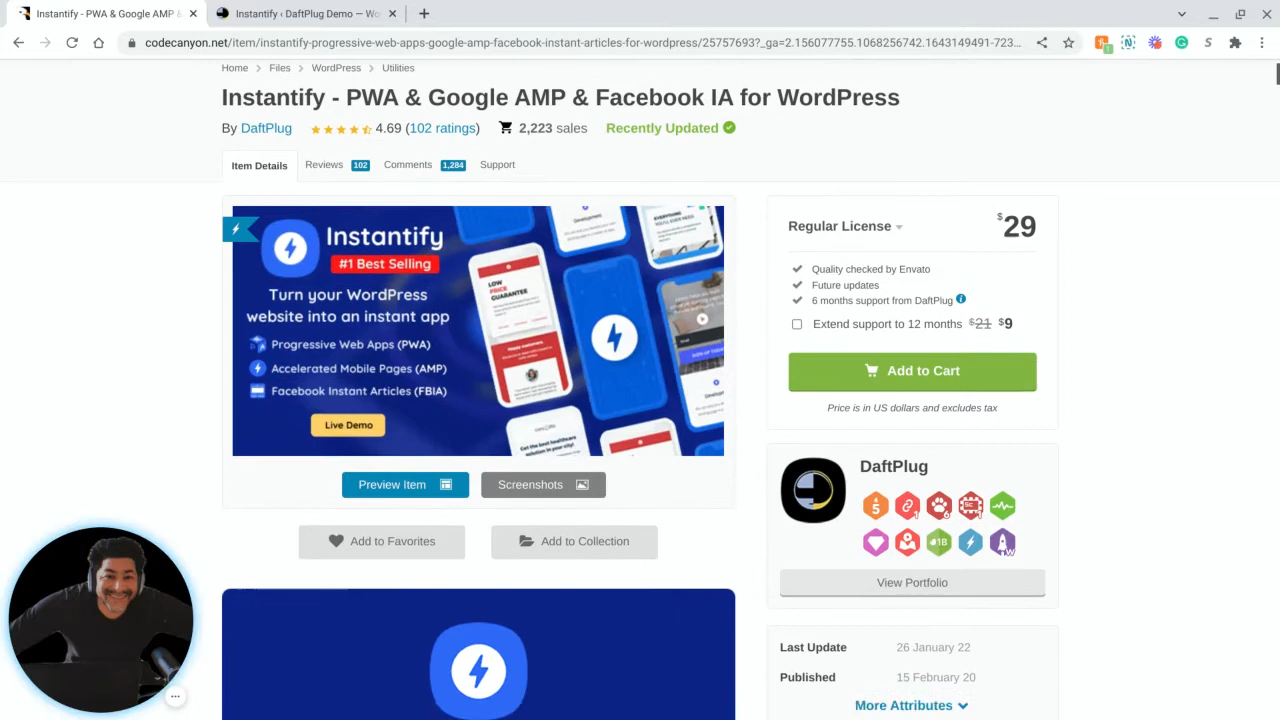 Instantify - PWA & Google AMP &
Instantify ‹ DaftPlug Demo — Wo
codecanyon.net/item/instantify-progressive-web-apps-google-amp-facebook-instant-articles-for-wordpress/25757693?_ga=2.156077755.1068256742.1643149491-723...
Home > Files > WordPress > Utilities
Instantify - PWA & Google AMP & Facebook IA for WordPress
By DaftPlug 4.69 (102 ratings) 2,223 sales Recently Updated
Item Details Reviews 102 Comments 1,284 Support
Instantify
#1 Best Selling
Turn your WordPress
website into an instant app
Progressive Web Apps (PWA)
Accelerated Mobile Pages (AMP)
Facebook Instant Articles (FBIA)
Live Demo
LOW
PRICE
GUARANTEE
Preview Item
Screenshots
Add to Favorites
Add to Collection
Regular License
$29
Quality checked by Envato
Future updates
6 months support from DaftPlug
Extend support to 12 months $21 $9
Add to Cart
Price is in US dollars and excludes tax
DaftPlug
View Portfolio
Last Update 26 January 22
Published 15 February 20
More Attributes